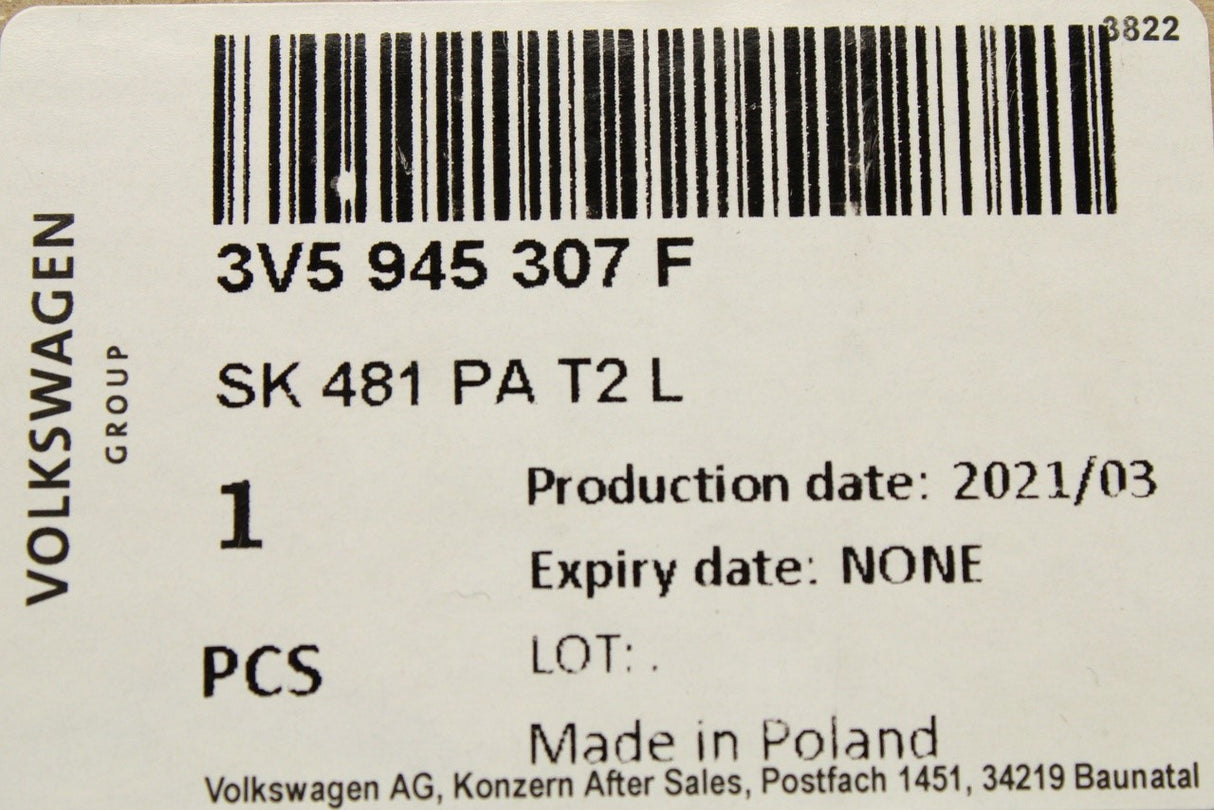 3822
3V5 945 307 F
SK 481 PA T2 L
VOLKSWAGEN
GROUP
1
Production date: 2021/03
Expiry date: NONE
PCS
LOT: .
Made in Poland
Volkswagen AG, Konzern After Sales, Postfach 1451, 34219 Baunatal